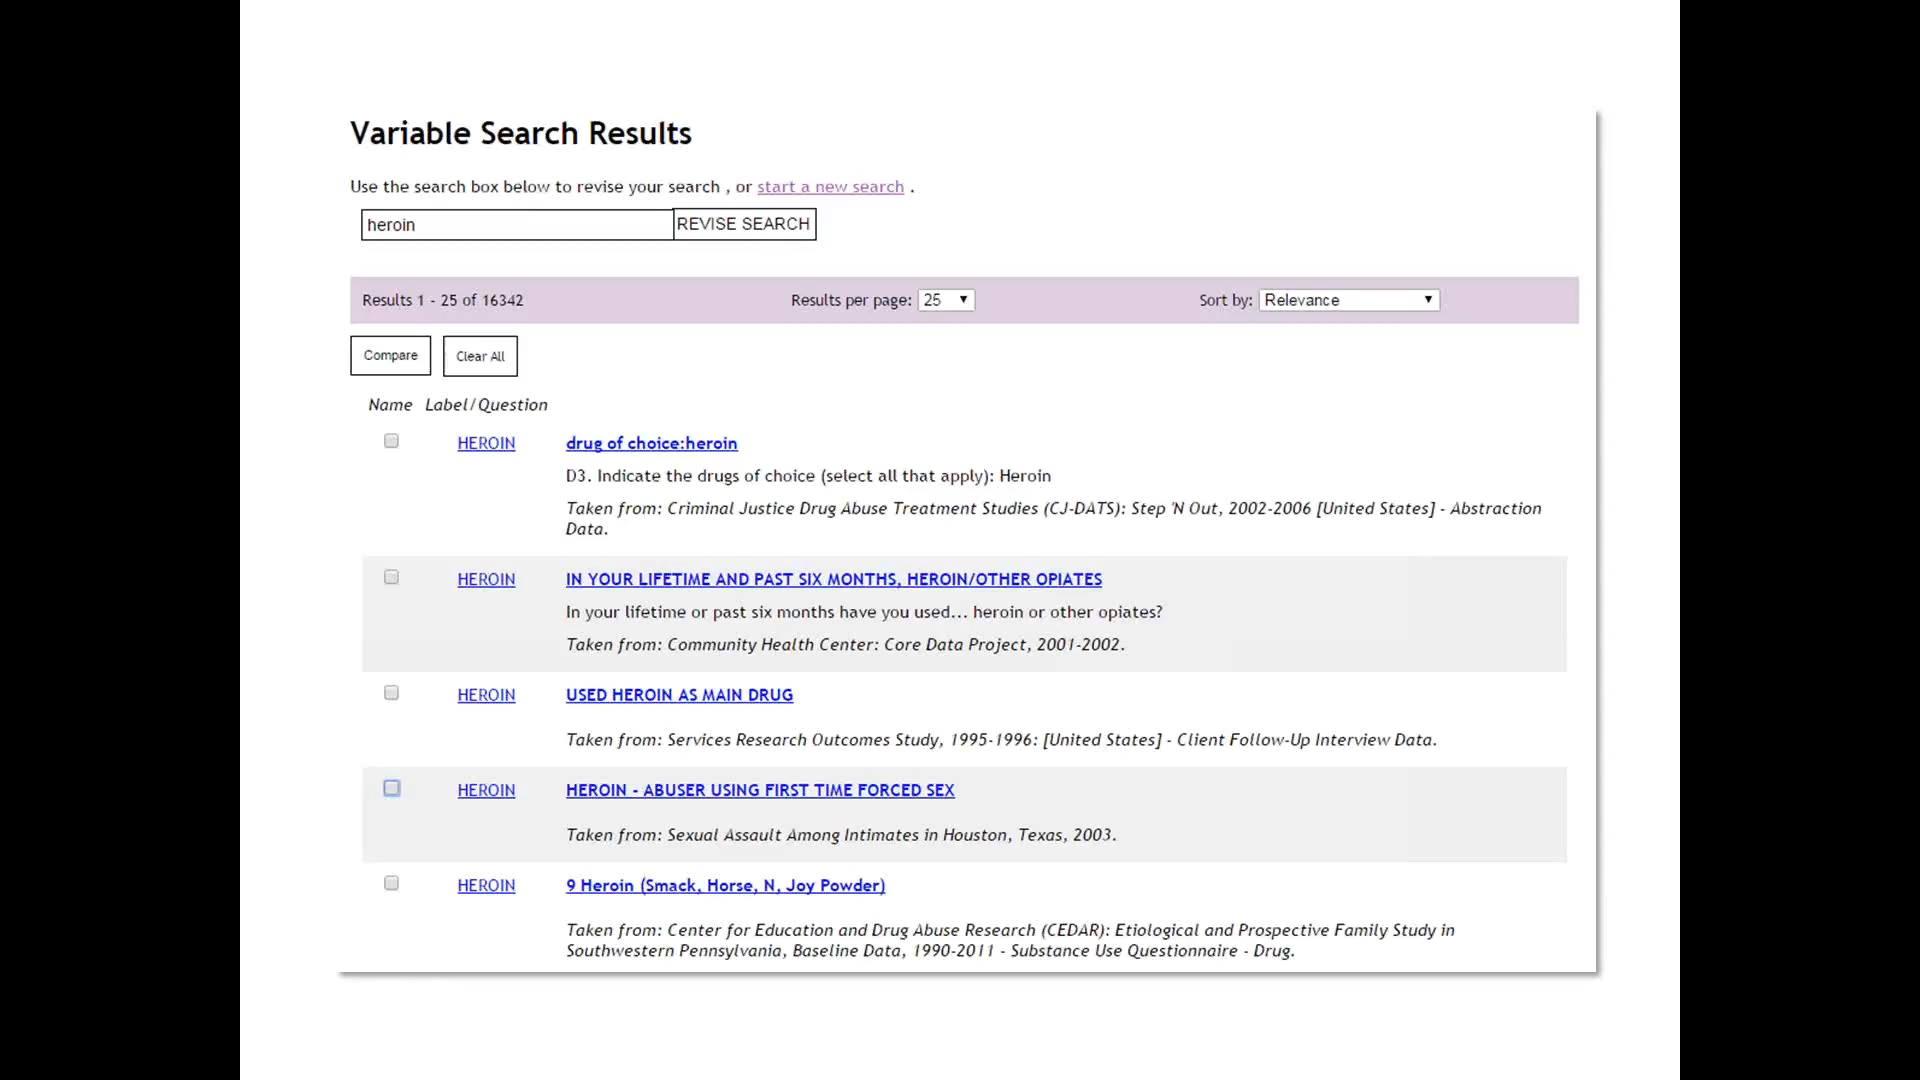 Variable Search Results
Use the search box below to revise your search , or start a new search .
heroin REVISE SEARCH
Results 1 - 25 of 16342 Results per page: 25 Sort by: Relevance
Compare Clear All
Name Label/Question
HEROIN drug of choice:heroin
D3. Indicate the drugs of choice (select all that apply): Heroin
Taken from: Criminal Justice Drug Abuse Treatment Studies (CJ-DATS): Step 'N Out, 2002-2006 [United States] - Abstraction
Data.
HEROIN IN YOUR LIFETIME AND PAST SIX MONTHS, HEROIN/OTHER OPIATES
In your lifetime or past six months have you used... heroin or other opiates?
Taken from: Community Health Center: Core Data Project, 2001-2002.
HEROIN USED HEROIN AS MAIN DRUG
Taken from: Services Research Outcomes Study, 1995-1996: [United States] - Client Follow-Up Interview Data.
HEROIN HEROIN - ABUSER USING FIRST TIME FORCED SEX
Taken from: Sexual Assault Among Intimates in Houston, Texas, 2003.
HEROIN 9 Heroin (Smack, Horse, N, Joy Powder)
Taken from: Center for Education and Drug Abuse Research (CEDAR): Etiological and Prospective Family Study in
Southwestern Pennsylvania, Baseline Data, 1990-2011 - Substance Use Questionnaire - Drug.